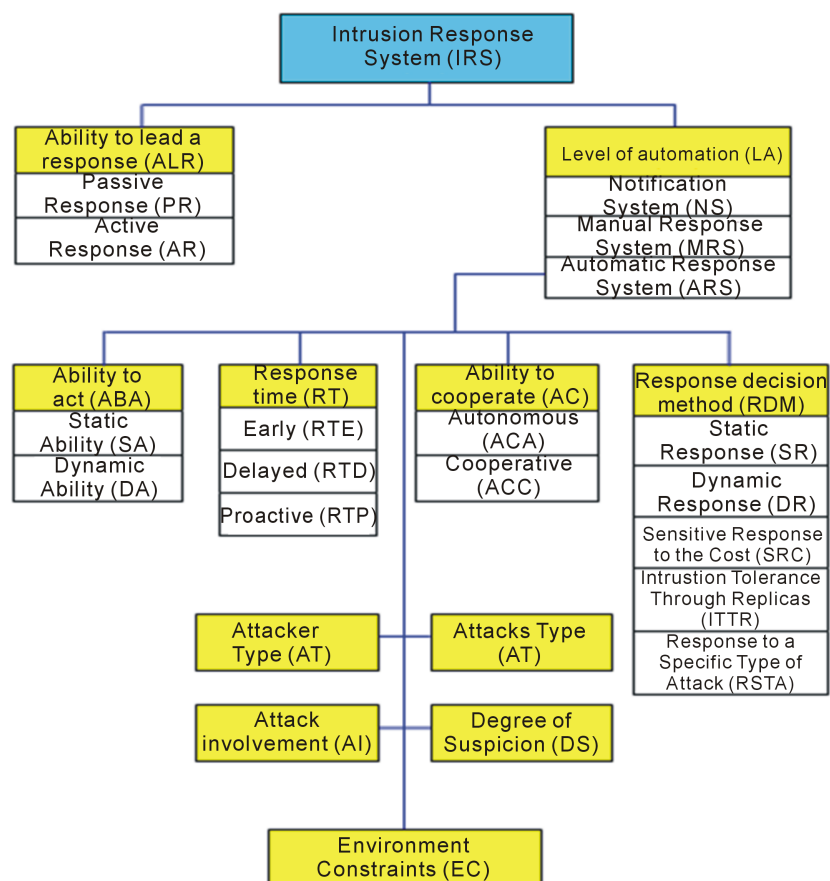 Intrusion Response
System (IRS)
Ability to lead a
response (ALR)
Passive
Response (PR)
Active
Response (AR)
Level of automation (LA)
Notification
System (NS)
Manual Response
System (MRS)
Automatic Response
System (ARS)
Ability to
act (ABA)
Static
Ability (SA)
Dynamic
Ability (DA)
Response
time (RT)
Early (RTE)
Delayed (RTD)
Proactive (RTP)
Ability to
cooperate (AC)
Autonomous
(ACA)
Cooperative
(ACC)
Response decision
method (RDM)
Static
Response (SR)
Dynamic
Response (DR)
Sensitive Response
to the Cost (SRC)
Intrustion Tolerance
Through Replicas
(ITTR)
Response to a
Specific Type of
Attack (RSTA)
Attacker
Type (AT)
Attacks Type
(AT)
Attack
involvement (AI)
Degree of
Suspicion (DS)
Environment
Constraints (EC)